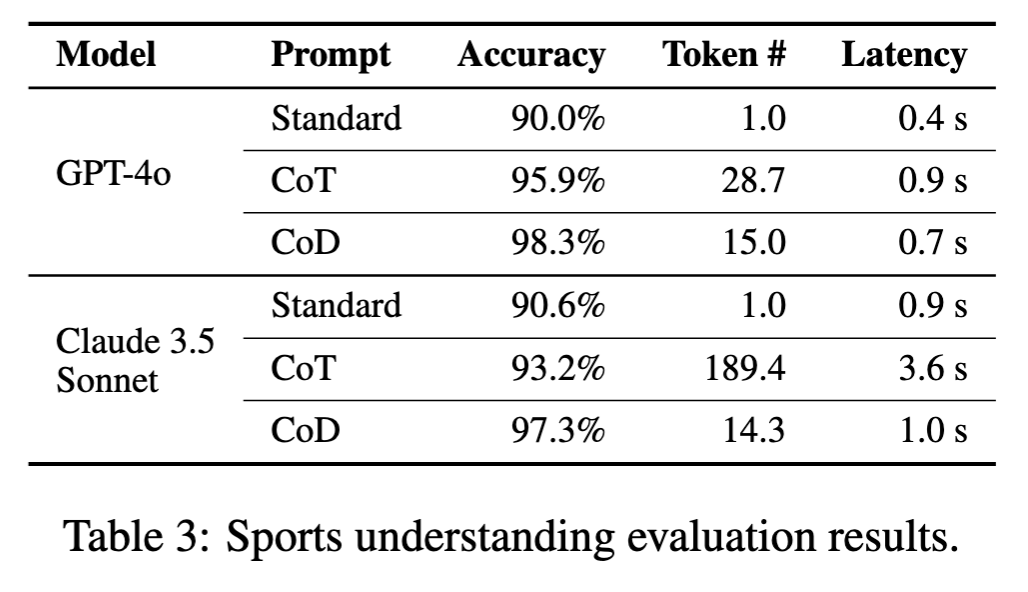 Model Prompt Accuracy Token # Latency
Standard 90.0% 1.0 0.4 s
GPT-4o CoT 95.9% 28.7 0.9 s
CoD 98.3% 15.0 0.7 s
Standard 90.6% 1.0 0.9 s
Claude 3.5
Sonnet CoT 93.2% 189.4 3.6 s
CoD 97.3% 14.3 1.0 s
Table 3: Sports understanding evaluation results.